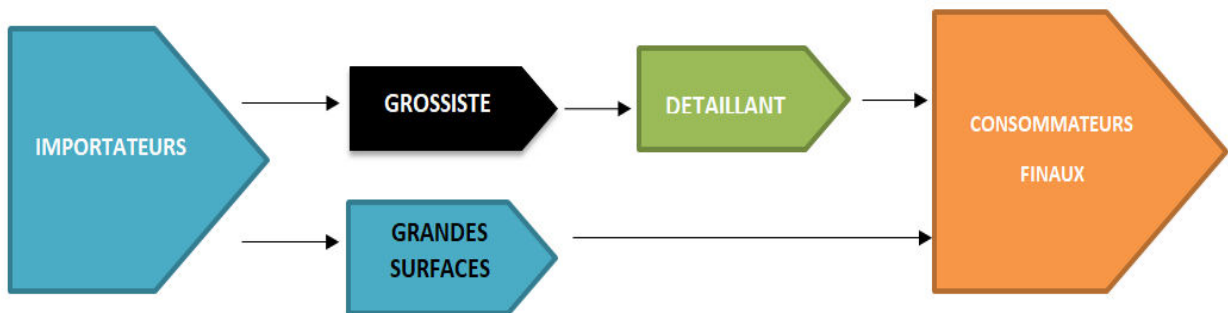 IMPORTATEURS
GROSSISTE
DETAILLANT
CONSOMMATEURS
FINAUX
GRANDES
SURFACES